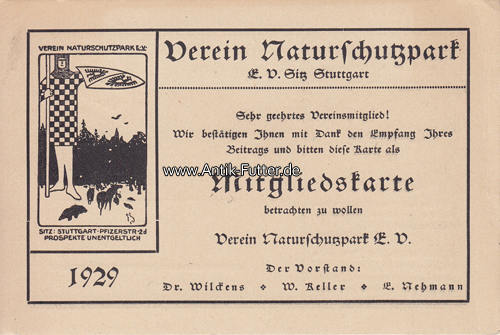 VEREIN NATURSCHUTZPARK E.V.
SITZ: STUTTGART-PFIZERSTR-2d
PROSPEKTE UNENTGELTLICH
1929
Verein Naturschutzpark
E. V. Sitz Stuttgart
Sehr geehrtes Vereinsmitglied!
Wir bestätigen Ihnen mit Dank den Empfang Ihres
Beitrags und bitten diese Karte als
www.Antik-Futter.de
Mitgliedskarte
betrachten zu wollen
Verein Naturschutzpark E. V.
Der Vorstand:
Dr. Wilckens ⬥ W. Keller ⬥ E. Nehmann